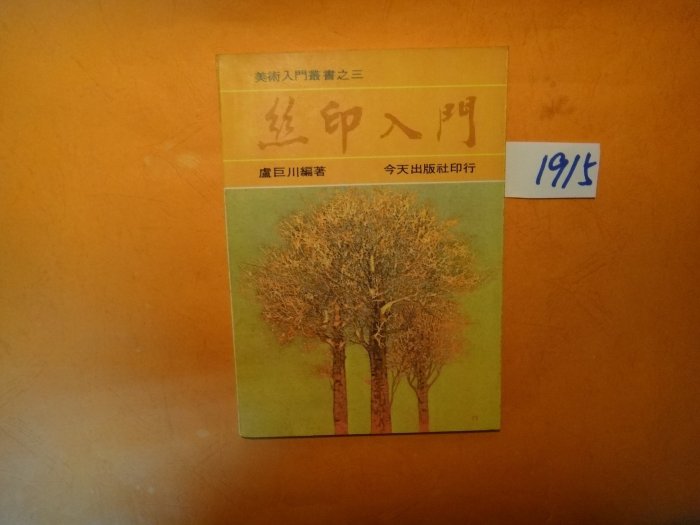 美術入門叢書之三
絲印入門
盧巨川編著 今天出版社印行
1915